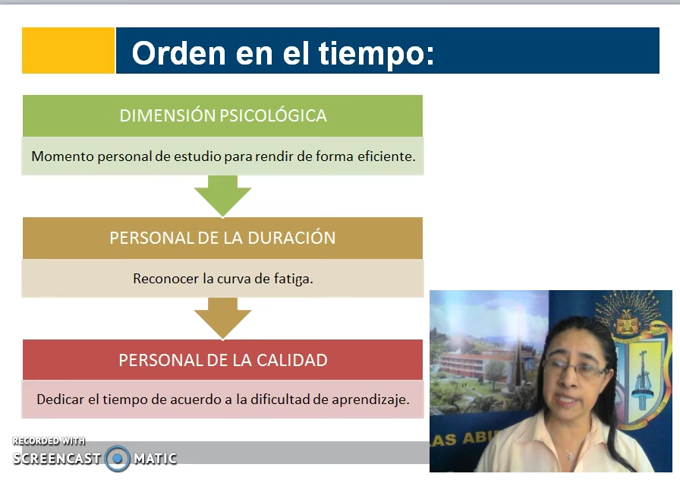 Orden en el tiempo:
DIMENSIÓN PSICOLÓGICA
Momento personal de estudio para rendir de forma eficiente.
PERSONAL DE LA DURACIÓN
Reconocer la curva de fatiga.
PERSONAL DE LA CALIDAD
Dedicar el tiempo de acuerdo a la dificultad de aprendizaje.
LAS ABI
RECORDED WITH
SCREENCAST MATIC